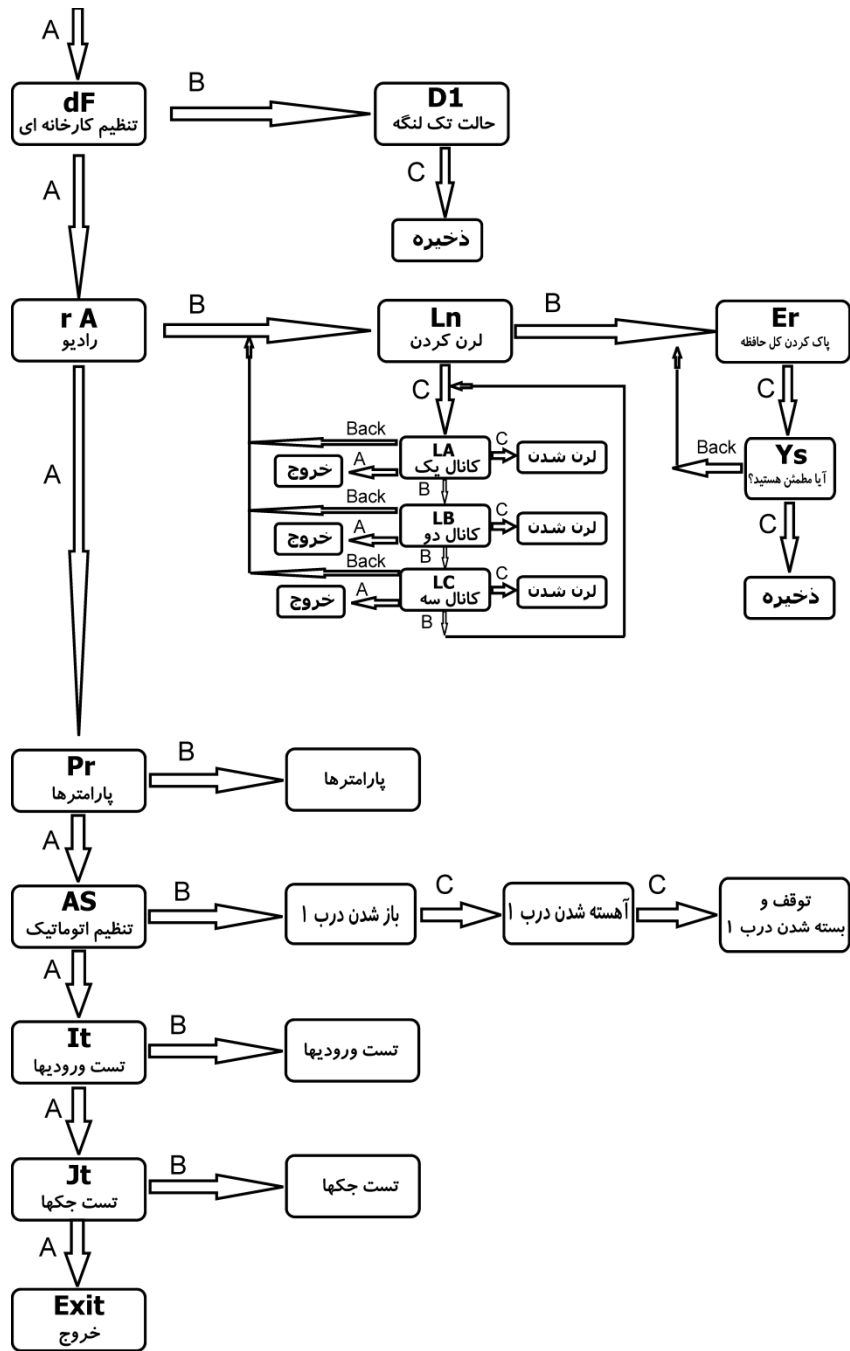 A
dF
تنظیم کارخانه ای
B
D1
حالت تک لنگه
C
ذخیره
A
r A
رادیو
B
Ln
لرن کردن
B
Er
پاک کردن کل حافظه
C
C
Back
LA
کانال یک
C
لرن شدن
A
خروج
B
Back
LB
کانال دو
C
لرن شدن
A
خروج
B
Back
LC
کانال سه
C
لرن شدن
A
خروج
B
Back
Ys
آیا مطمئن هستید؟
C
ذخیره
A
Pr
پارامترها
B
پارامترها
A
AS
تنظیم اتوماتیک
B
باز شدن درب ۱
C
آهسته شدن درب ۱
C
توقف و
بسته شدن درب ۱
A
It
تست ورودیها
B
تست ورودیها
A
Jt
تست جکها
B
تست جکها
A
Exit
خروج